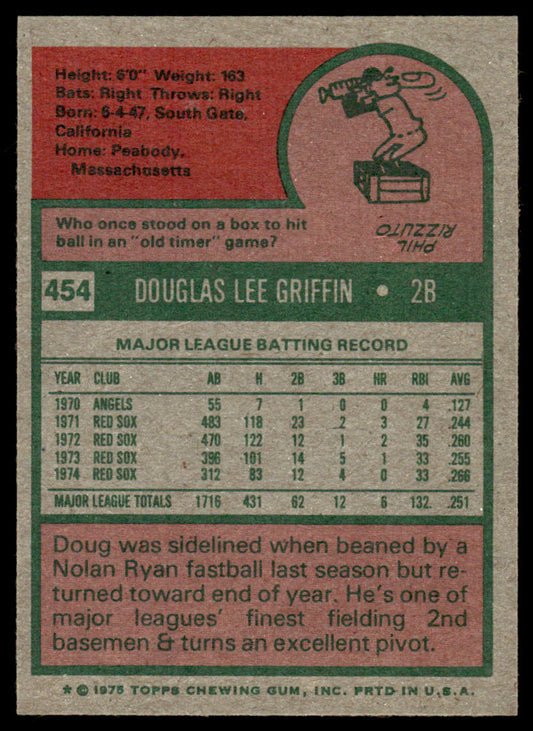 Height: 6'0" Weight: 163
Bats: Right Throws: Right
Born: 6-4-47, South Gate,
California
Home: Peabody,
Massachusetts
Who once stood on a box to hit
ball in an "old timer" game?
PHIL
RIZZUTO
454 DOUGLAS LEE GRIFFIN • 2B
MAJOR LEAGUE BATTING RECORD
YEAR CLUB AB H 2B 3B HR RBI AVG
1970 ANGELS 55 7 1 0 0 4 .127
1971 RED SOX 483 118 23 2 3 27 .244
1972 RED SOX 470 122 12 1 2 35 .260
1973 RED SOX 396 101 14 5 1 33 .255
1974 RED SOX 312 83 12 4 0 33 .266
MAJOR LEAGUE TOTALS 1716 431 62 12 6 132. .251
Doug was sidelined when beaned by a
Nolan Ryan fastball last season but re-
turned toward end of year. He's one of
major leagues' finest fielding 2nd
basemen & turns an excellent pivot.
* © 1975 TOPPS CHEWING GUM, INC. PRTD IN U.S.A.